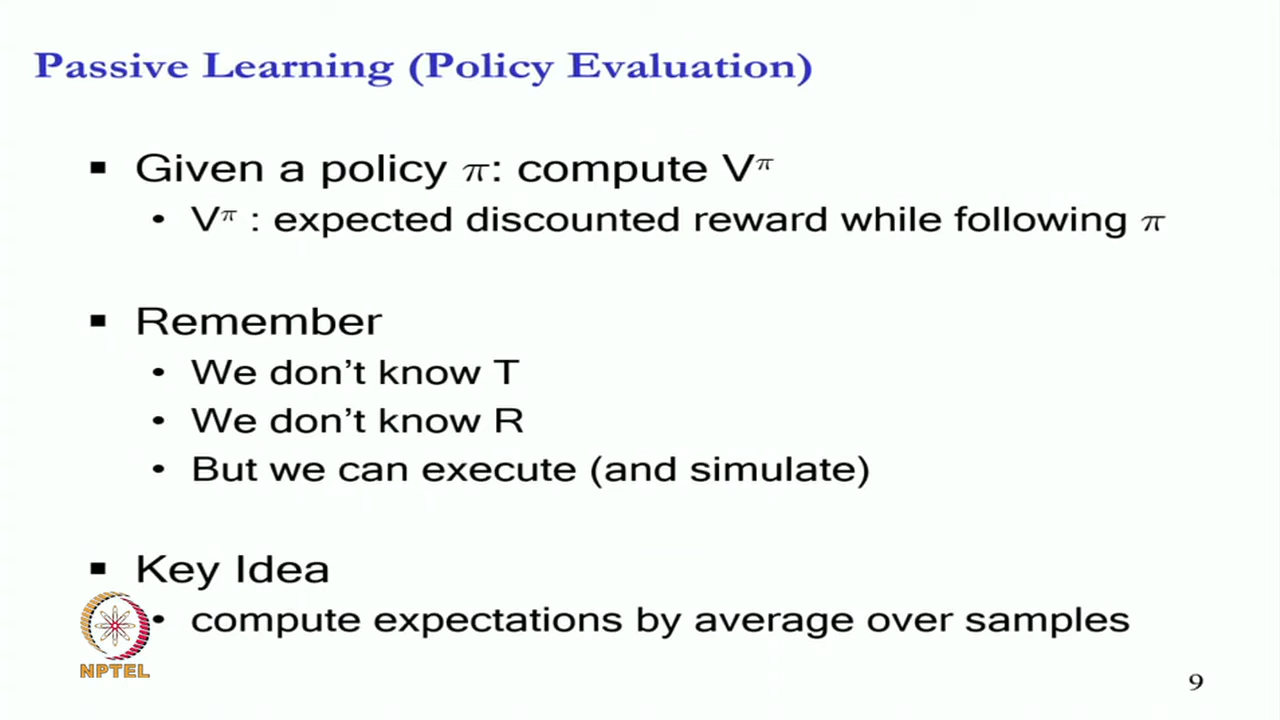 Passive Learning (Policy Evaluation)
▪ Given a policy π: compute V^π
• V^π : expected discounted reward while following π
▪ Remember
• We don't know T
• We don't know R
• But we can execute (and simulate)
▪ Key Idea
• compute expectations by average over samples
NPTEL
9